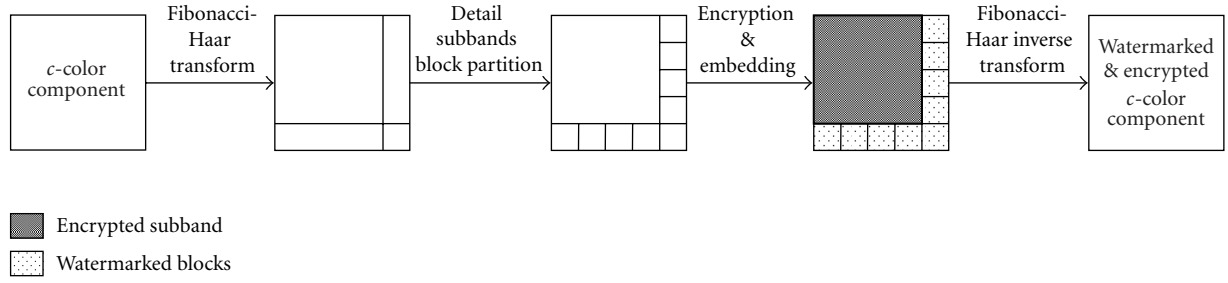 c-color
component
Fibonacci-
Haar
transform
Detail
subbands
block partition
Encryption
&
embedding
Fibonacci-
Haar inverse
transform
Watermarked
& encrypted
c-color
component
Encrypted subband
Watermarked blocks